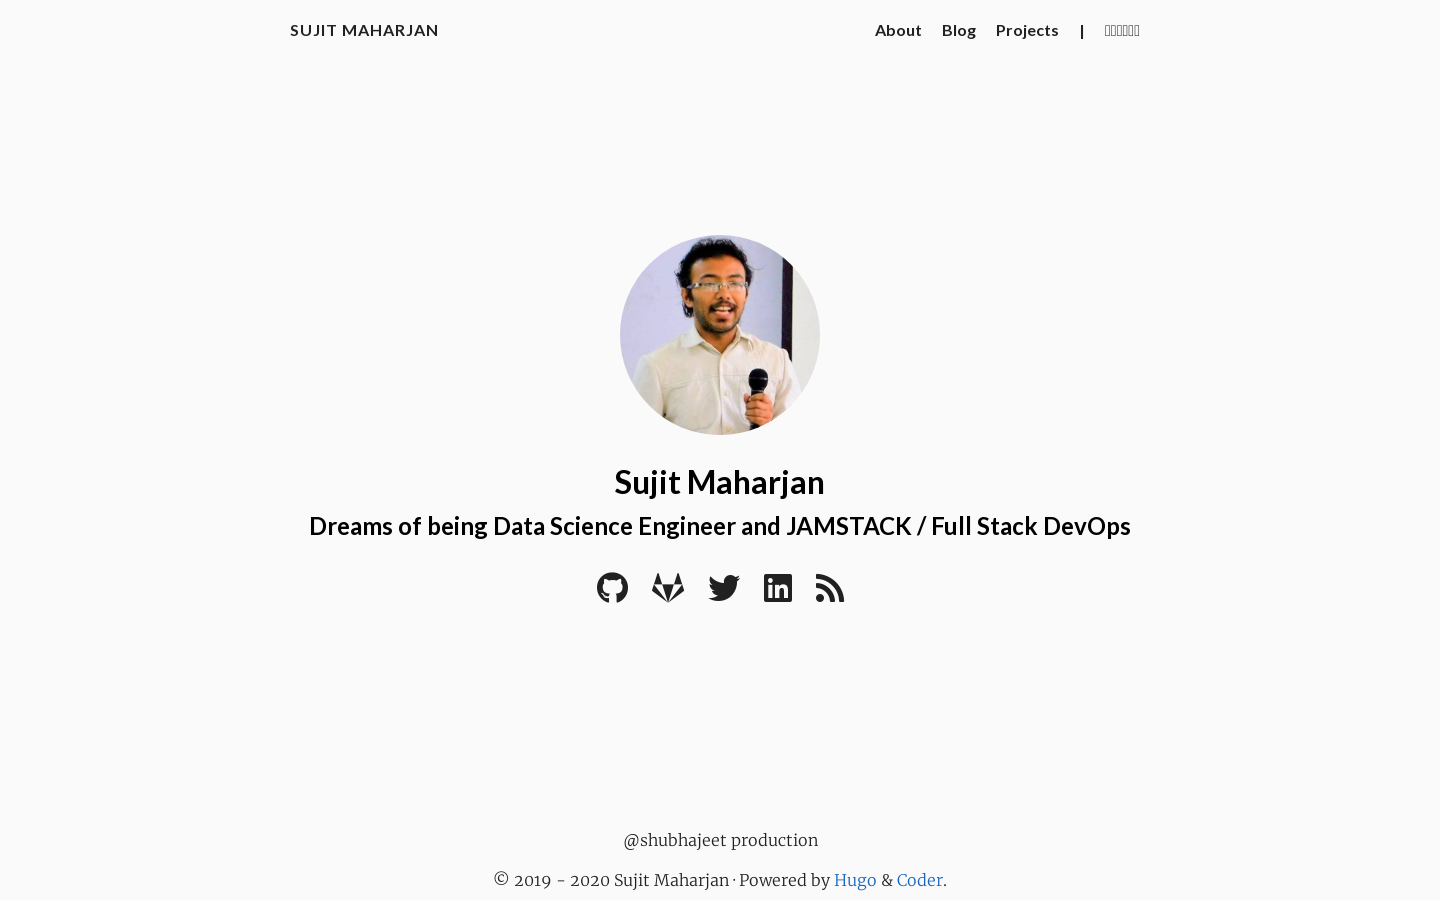 SUJIT MAHARJAN
About Blog Projects |
Sujit Maharjan
Dreams of being Data Science Engineer and JAMSTACK / Full Stack DevOps
@shubhajeet production
© 2019 - 2020 Sujit Maharjan · Powered by Hugo & Coder.